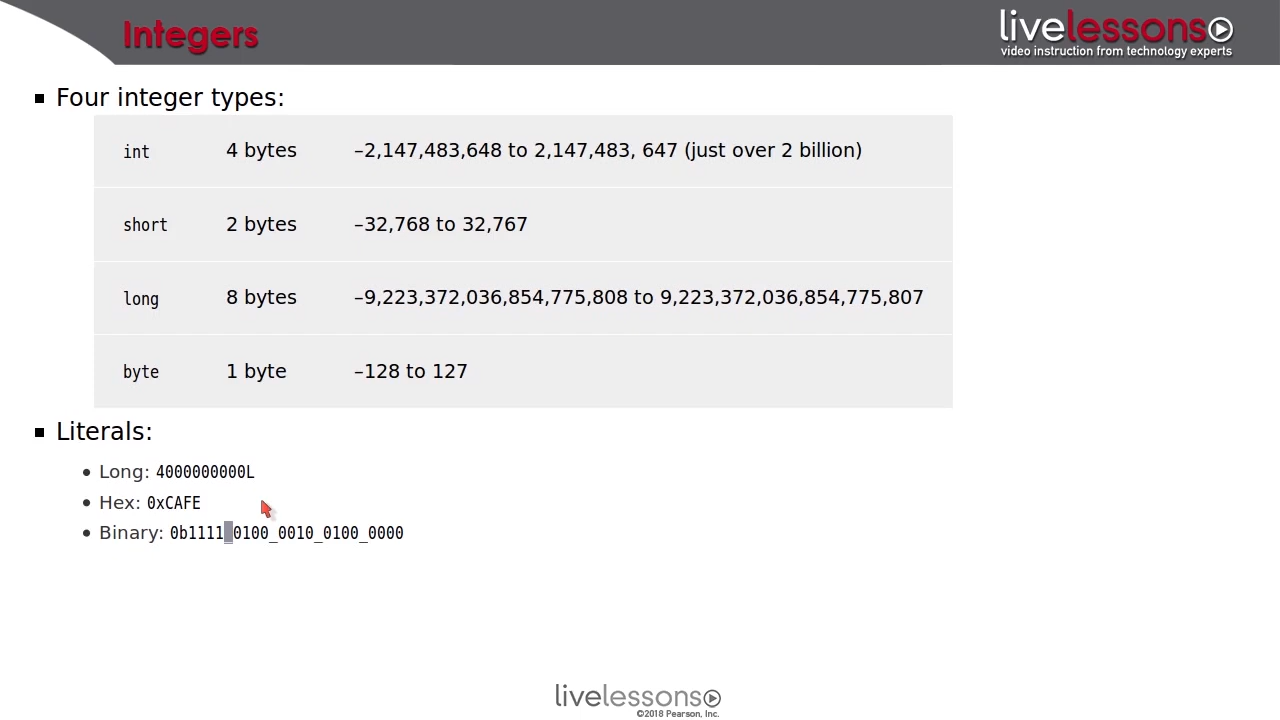 Integers
livelessons
video instruction from technology experts
Four integer types:
int 4 bytes –2,147,483,648 to 2,147,483, 647 (just over 2 billion)
short 2 bytes –32,768 to 32,767
long 8 bytes –9,223,372,036,854,775,808 to 9,223,372,036,854,775,807
byte 1 byte –128 to 127
Literals:
Long: 4000000000L
Hex: 0xCAFE
Binary: 0b1111_0100_0010_0100_0000
livelessons
©2018 Pearson, Inc.